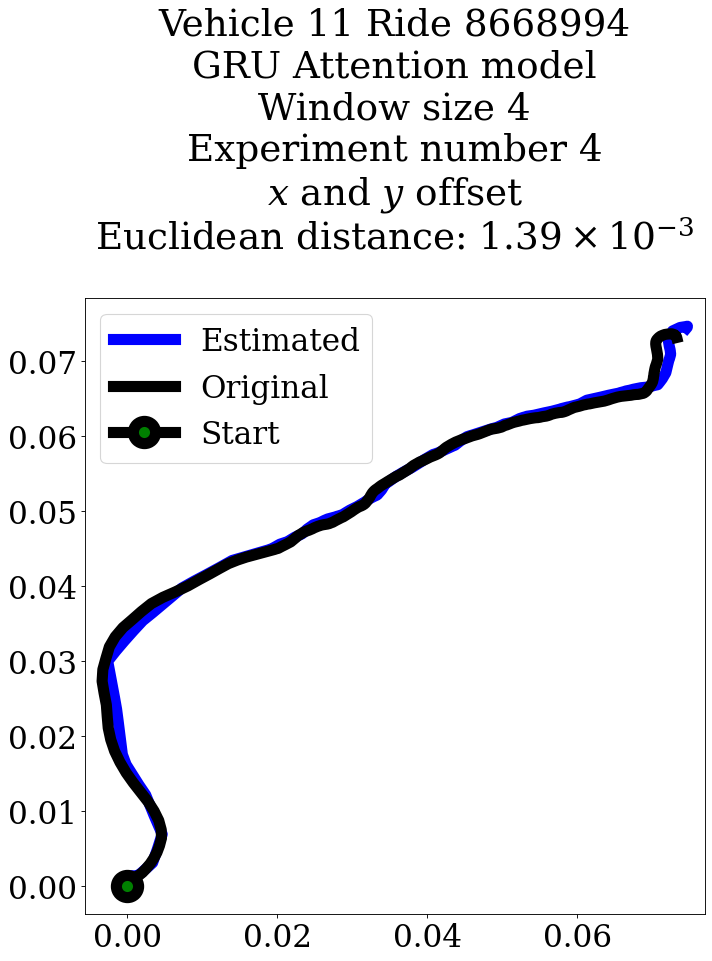 Vehicle 11 Ride 8668994
GRU Attention model
Window size 4
Experiment number 4
x and y offset
Euclidean distance: 1.39 × 10⁻³
Estimated
Original
Start
0.07
0.06
0.05
0.04
0.03
0.02
0.01
0.00
0.00 0.02 0.04 0.06